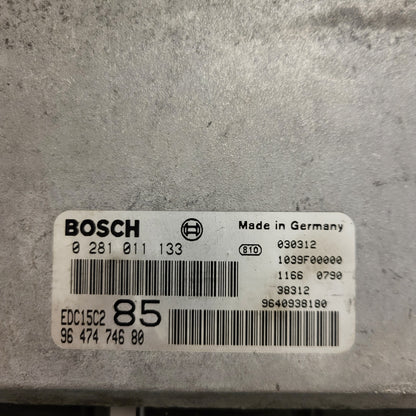 BOSCH
Made in Germany
0 281 011 133
810
030312
1039F00000
1166 0790
38312
9640938180
EDC15C2 85
96 474 746 80